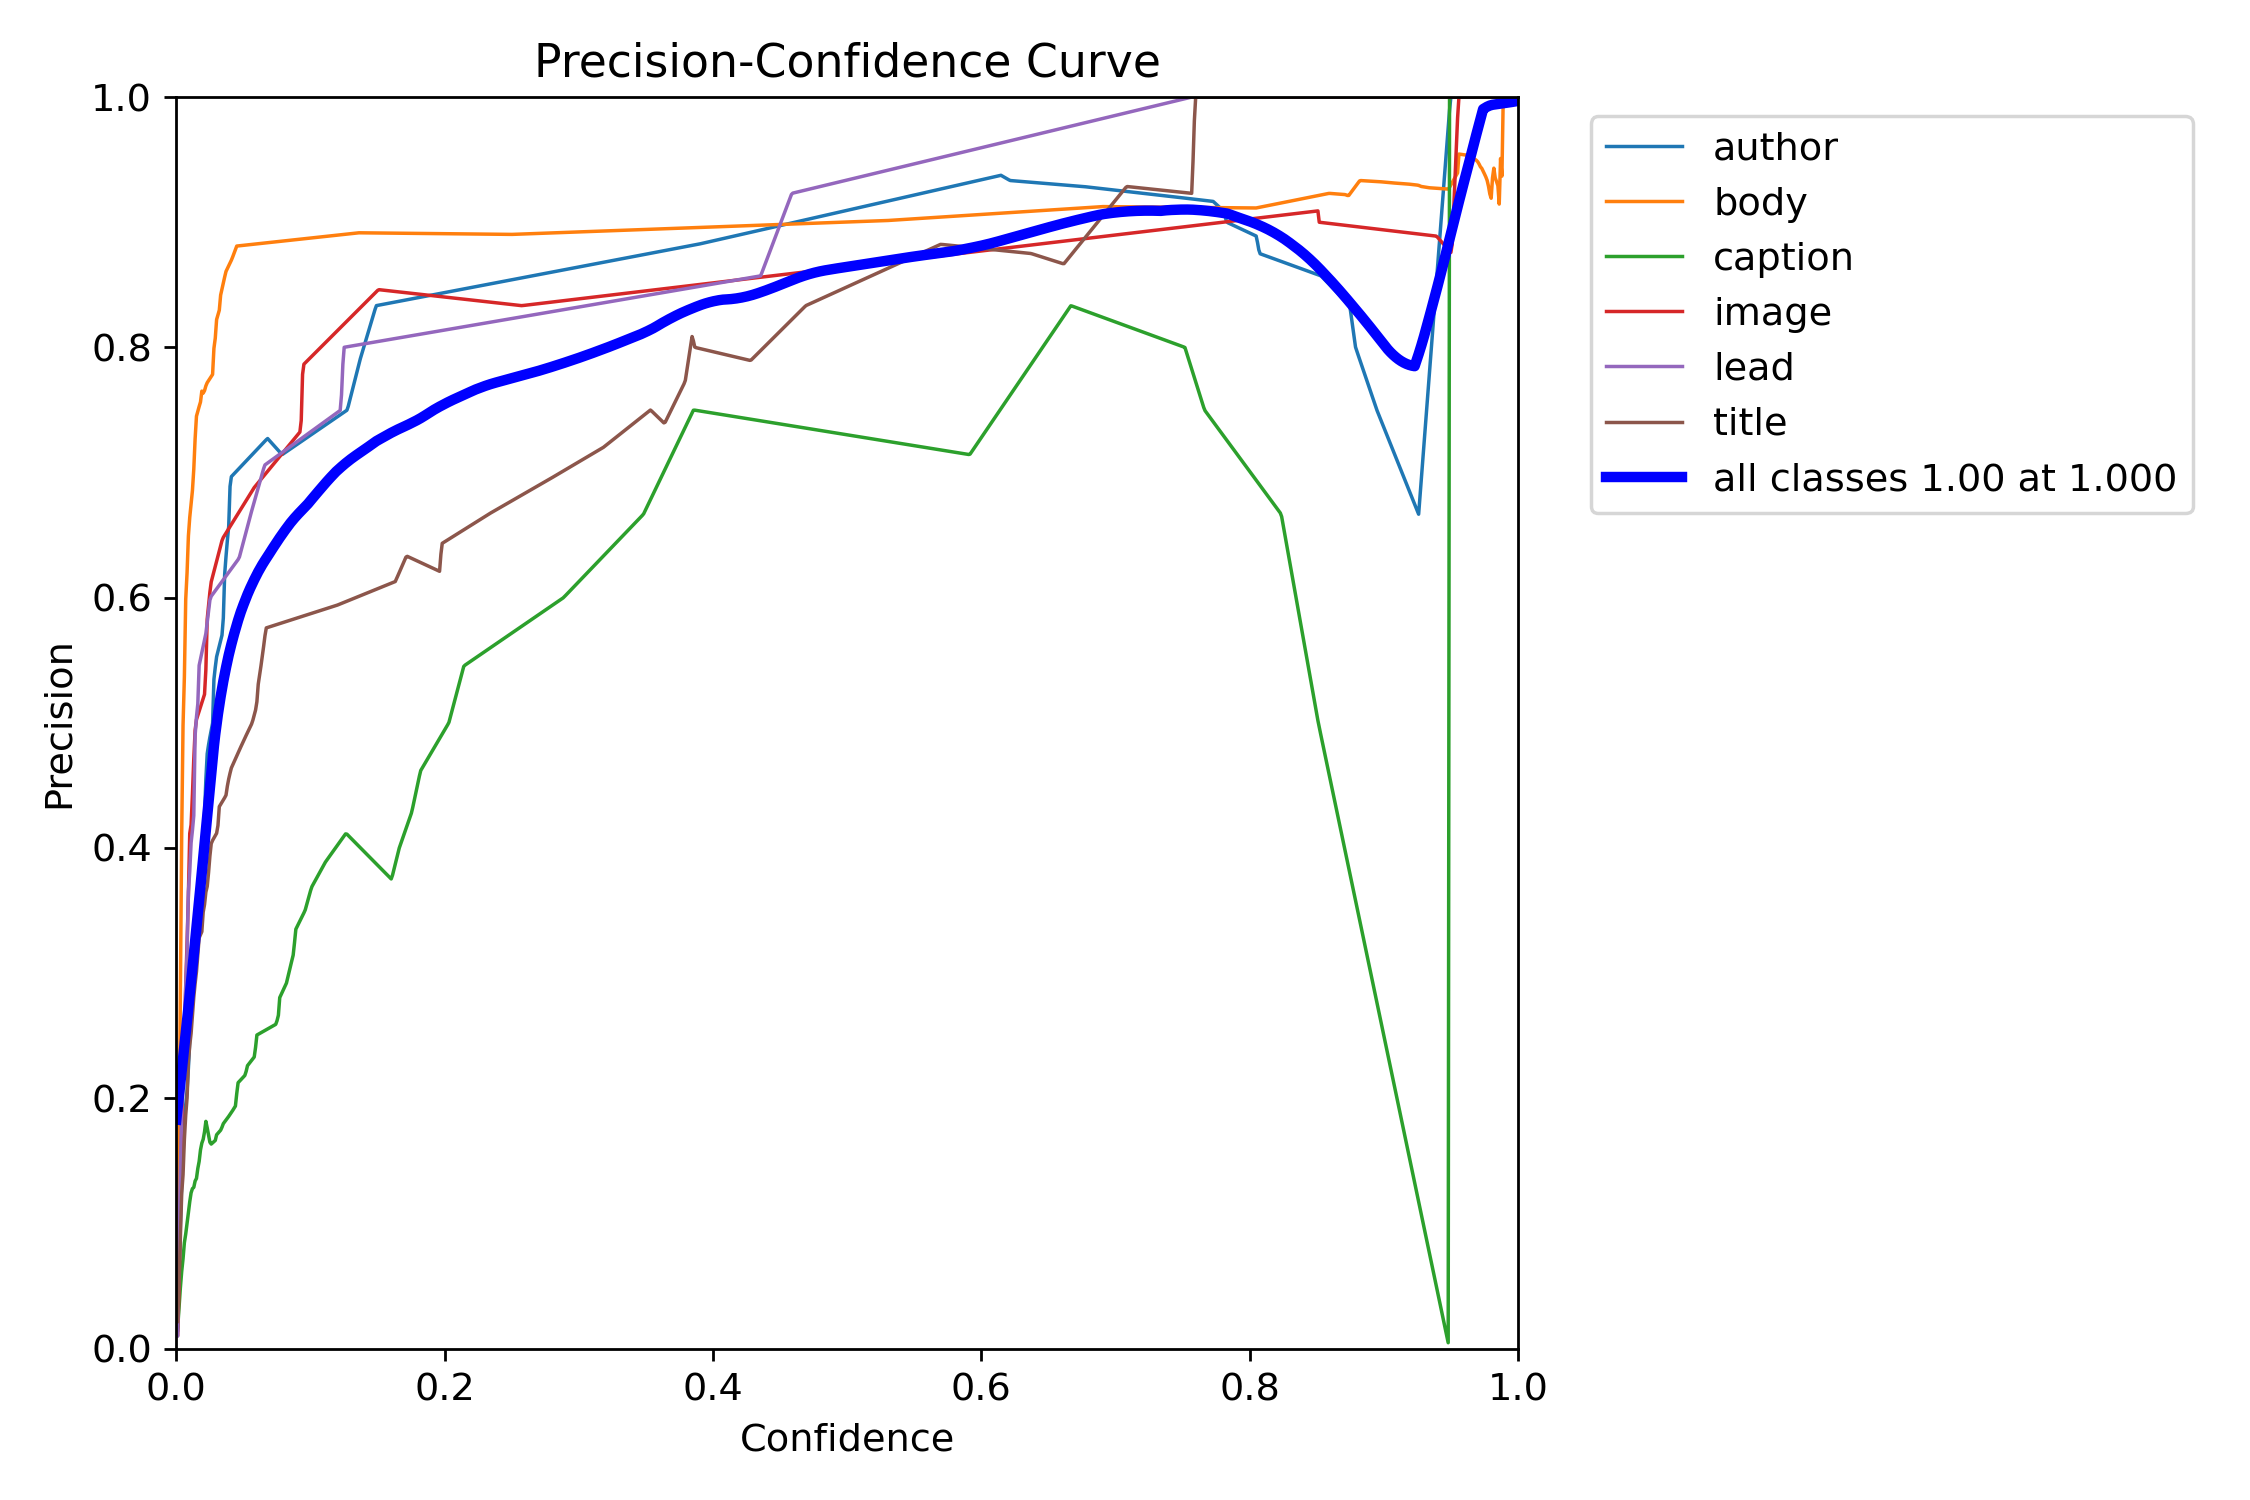 Precision-Confidence Curve
1.0
0.8
0.6
0.4
0.2
0.0
Precision
0.0 0.2 0.4 0.6 0.8 1.0
Confidence
author
body
caption
image
lead
title
all classes 1.00 at 1.000